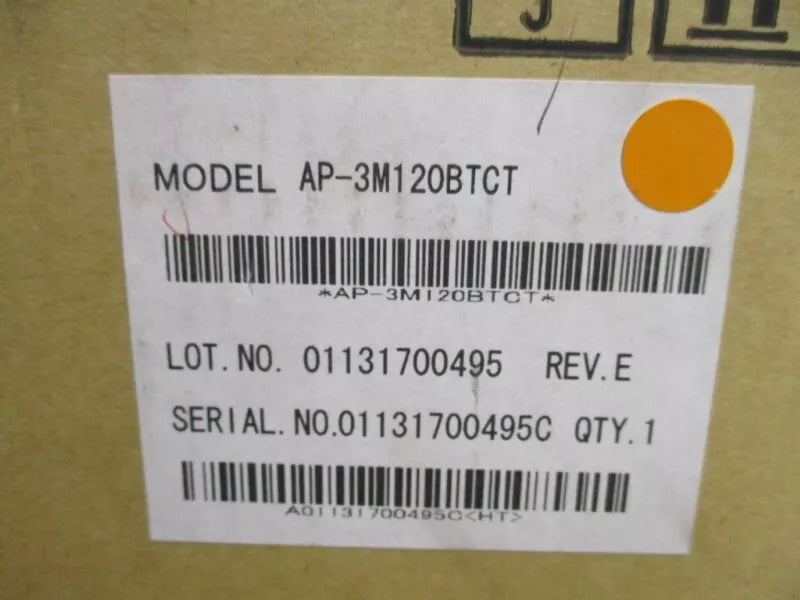 MODEL AP-3M120BTCT
*AP-3M120BTCT*
LOT.NO. 01131700495 REV.E
SERIAL.NO.01131700495C QTY.1
A01131700495C<HT>